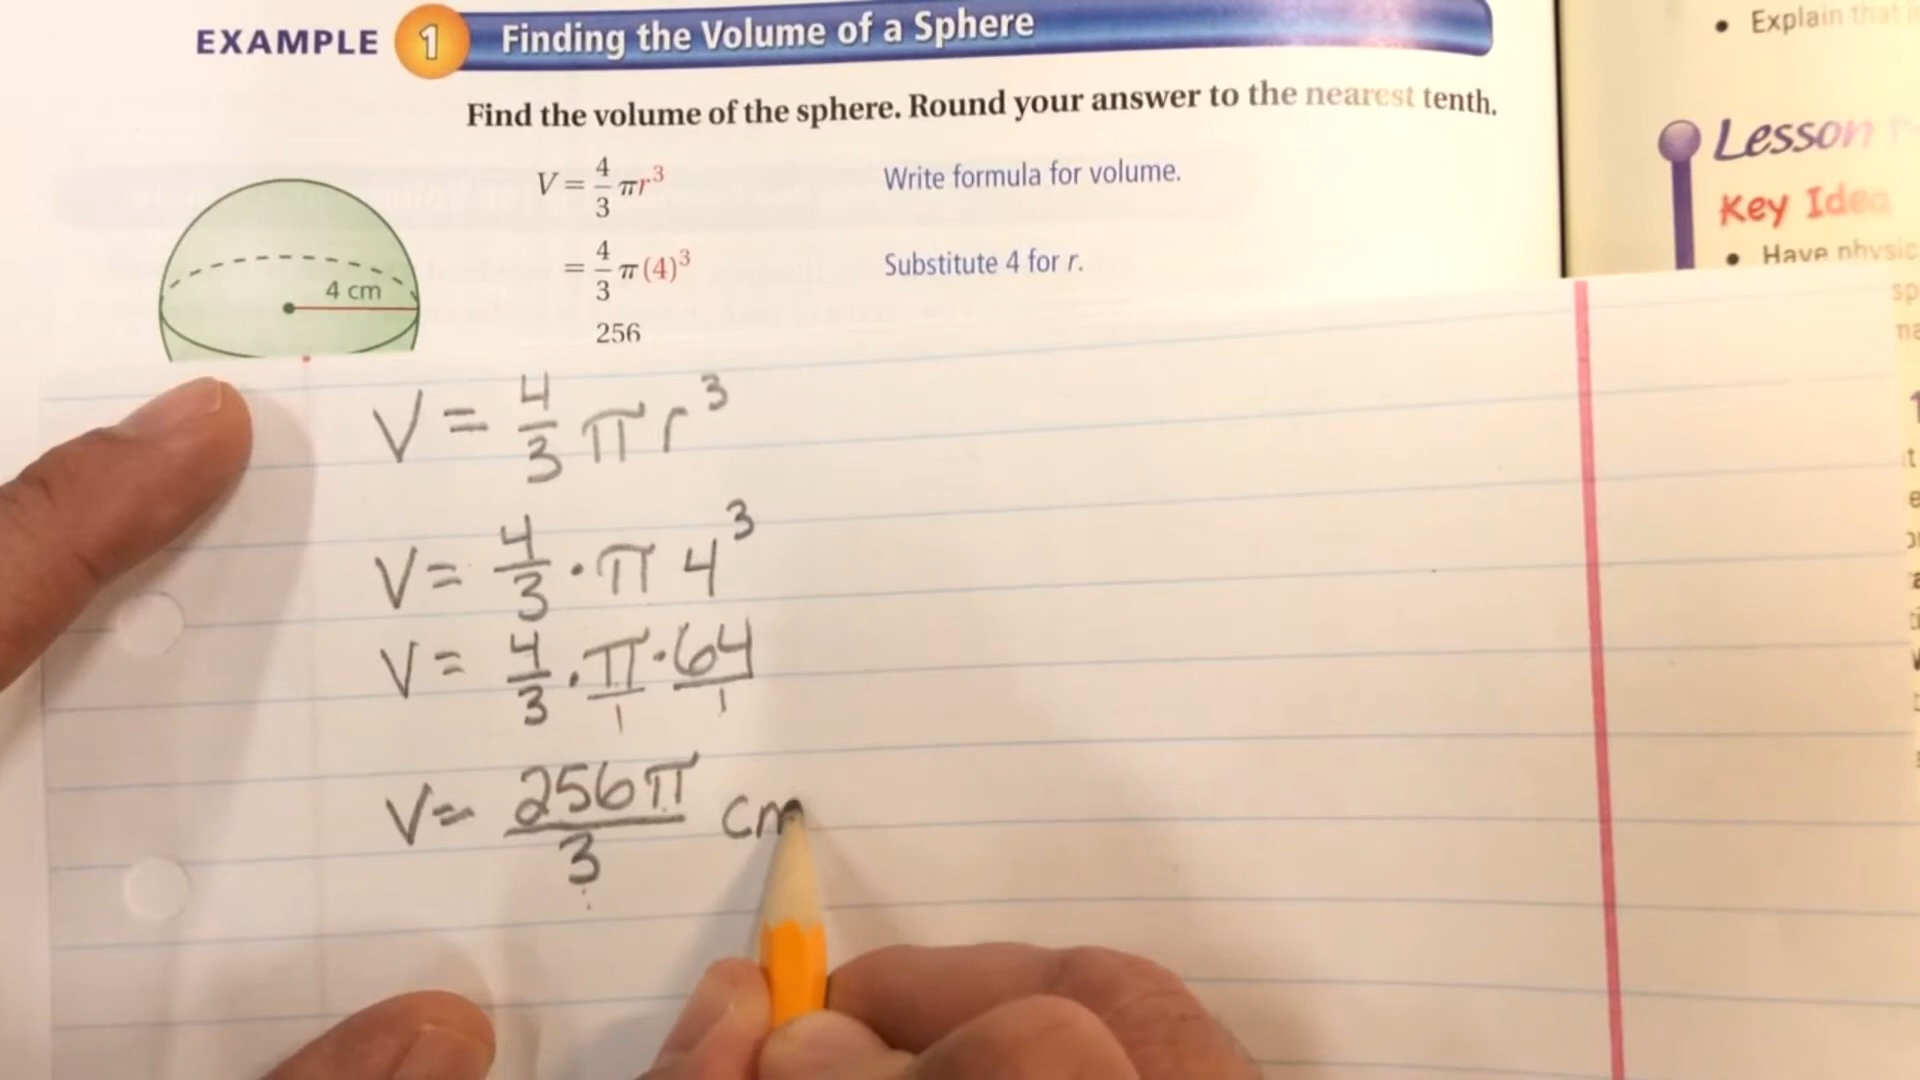 EXAMPLE 1 Finding the Volume of a Sphere
Find the volume of the sphere. Round your answer to the nearest tenth.
V = 4/3 πr³ Write formula for volume.
= 4/3 π(4)³ Substitute 4 for r.
4 cm
256
V = 4/3 π r³
V = 4/3 · π 4³
V = 4/3 · π/1 · 64/1
V = 256π/3 cm
• Explain that
Lesson
Key Idea
• Have physic